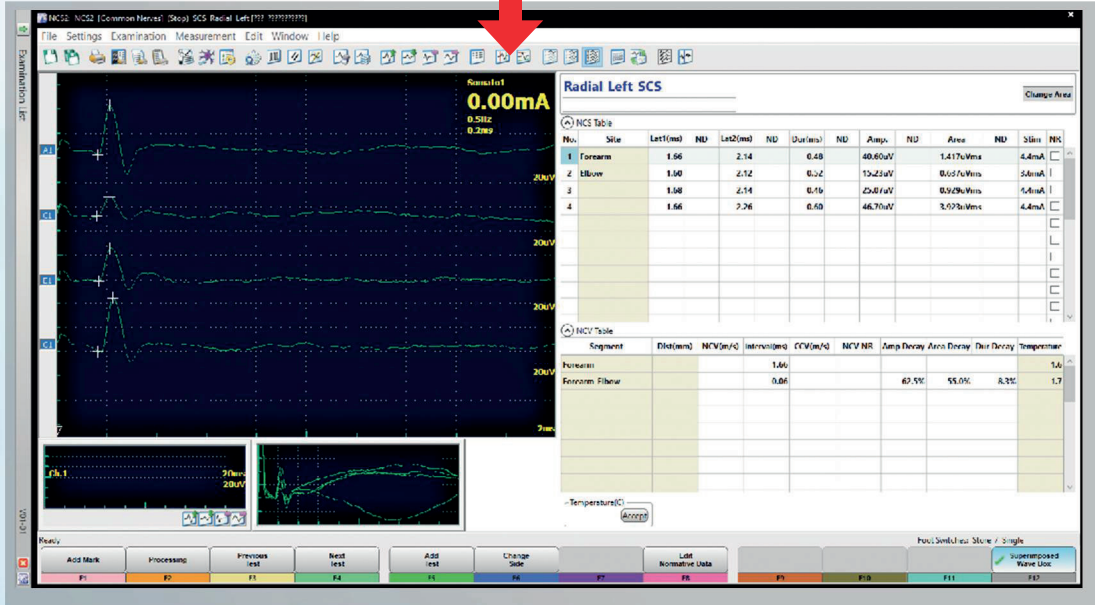 NCS2: NCS2 [Common Nerves] (Stop) SCS Radial Left [??? ???????????]
File Settings Examination Measurement Edit Window Help
Examination List
Somato1
0.00mA
0.5Hz
0.2ms
A1
20uV
C1
20uV
E1
20uV
G1
20uV
2ms
Ch.1
20ms
20uV
Radial Left SCS
Change Area
NCS Table
No. Site Lat1(ms) ND Lat2(ms) ND Dur(ms) ND Amp. ND Area ND Stim NR
1 Forearm 1.66 2.14 0.48 40.60uV 1.417uVms 4.4mA
2 Elbow 1.60 2.12 0.52 15.23uV 0.637uVms 3.6mA
3 1.68 2.14 0.46 25.07uV 0.929uVms 4.4mA
4 1.66 2.26 0.60 46.70uV 3.923uVms 4.4mA
NCV Table
Segment Dist(mm) NCV(m/s) Interval(ms) CCV(m/s) NCV NR Amp Decay Area Decay Dur Decay Temperature
Forearm 1.66 1.6
Forearm Elbow 0.06 62.5% 55.0% 8.3% 1.7
Temperature(C)
Accept
V01-01
Ready
Foot Switches: Store / Single
Add Mark
F1
Processing
F2
Previous Test
F3
Next Test
F4
Add Test
F5
Change Side
F6
F7
Edit Normative Data
F8
F9
F10
F11
Superimposed Wave Box
F12